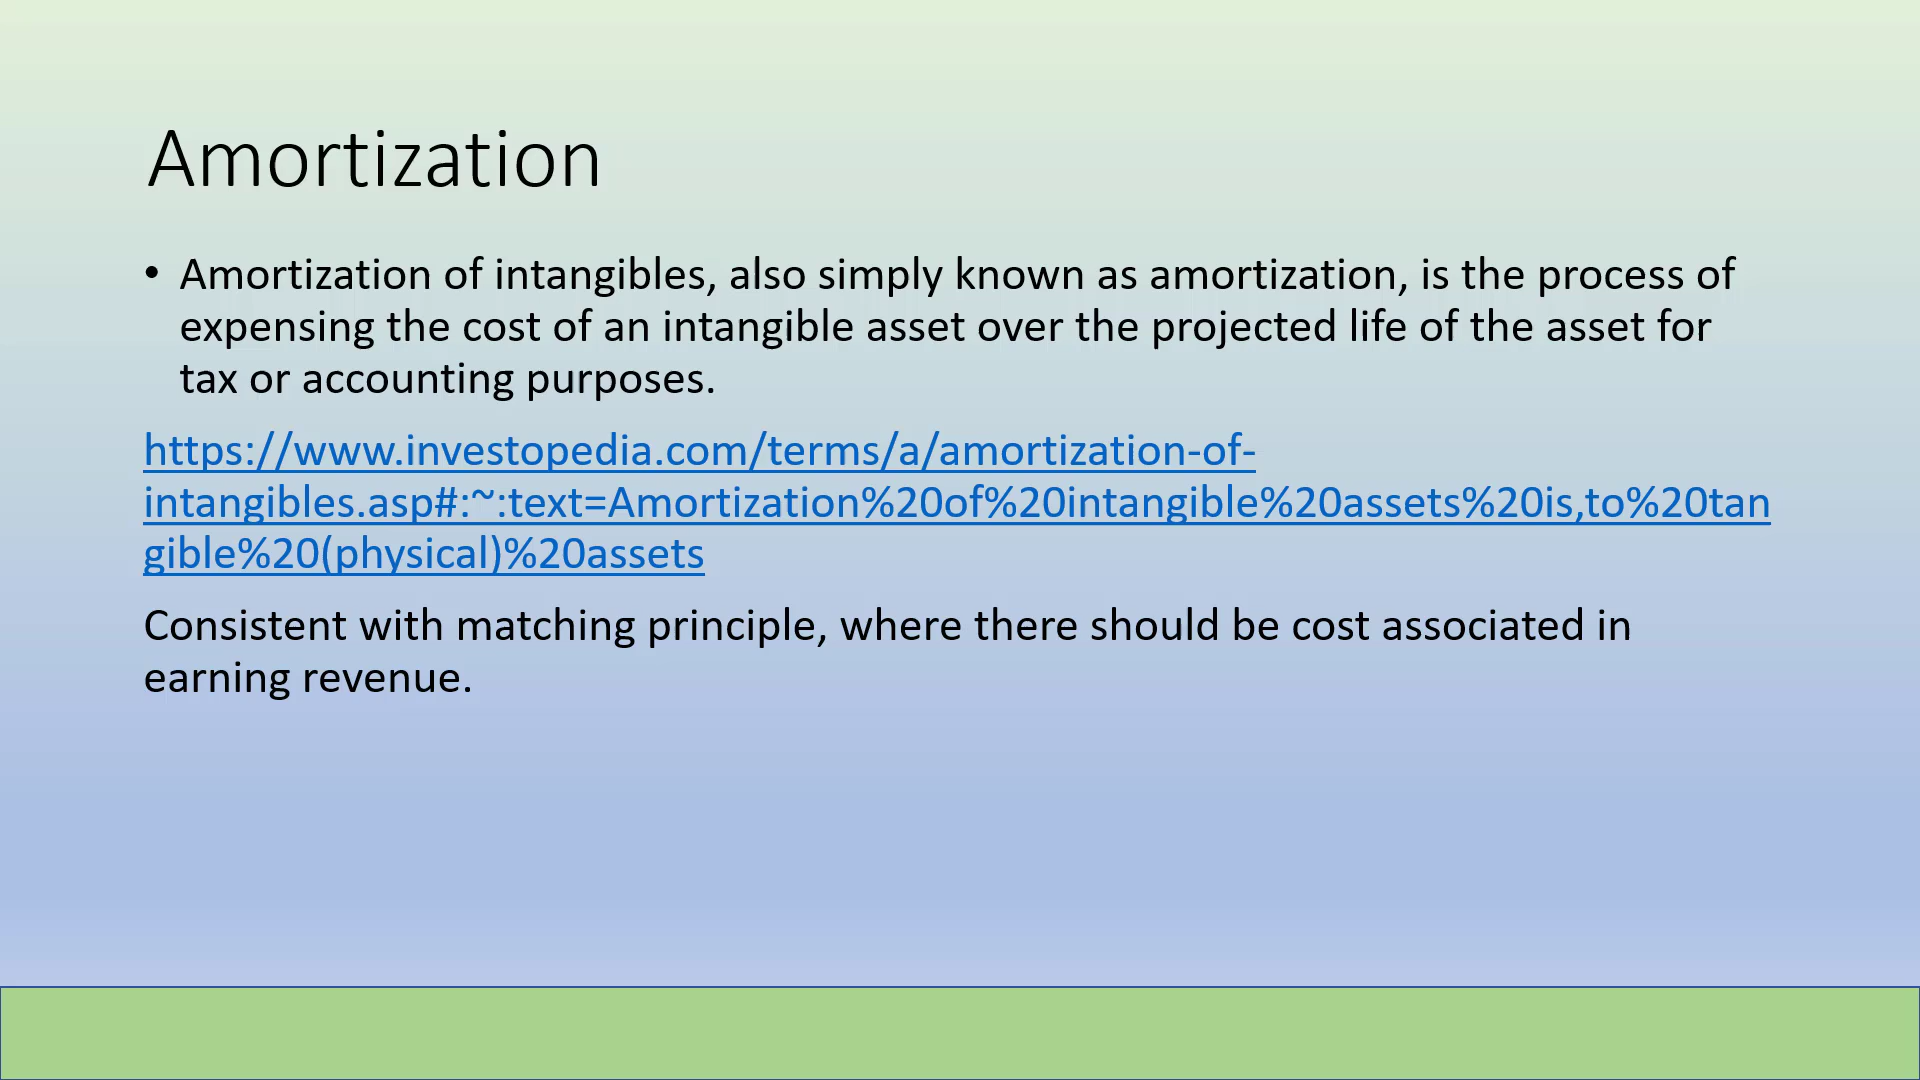 Amortization
• Amortization of intangibles, also simply known as amortization, is the process of
expensing the cost of an intangible asset over the projected life of the asset for
tax or accounting purposes.
https://www.investopedia.com/terms/a/amortization-of-
intangibles.asp#:~:text=Amortization%20of%20intangible%20assets%20is,to%20tan
gible%20(physical)%20assets
Consistent with matching principle, where there should be cost associated in
earning revenue.